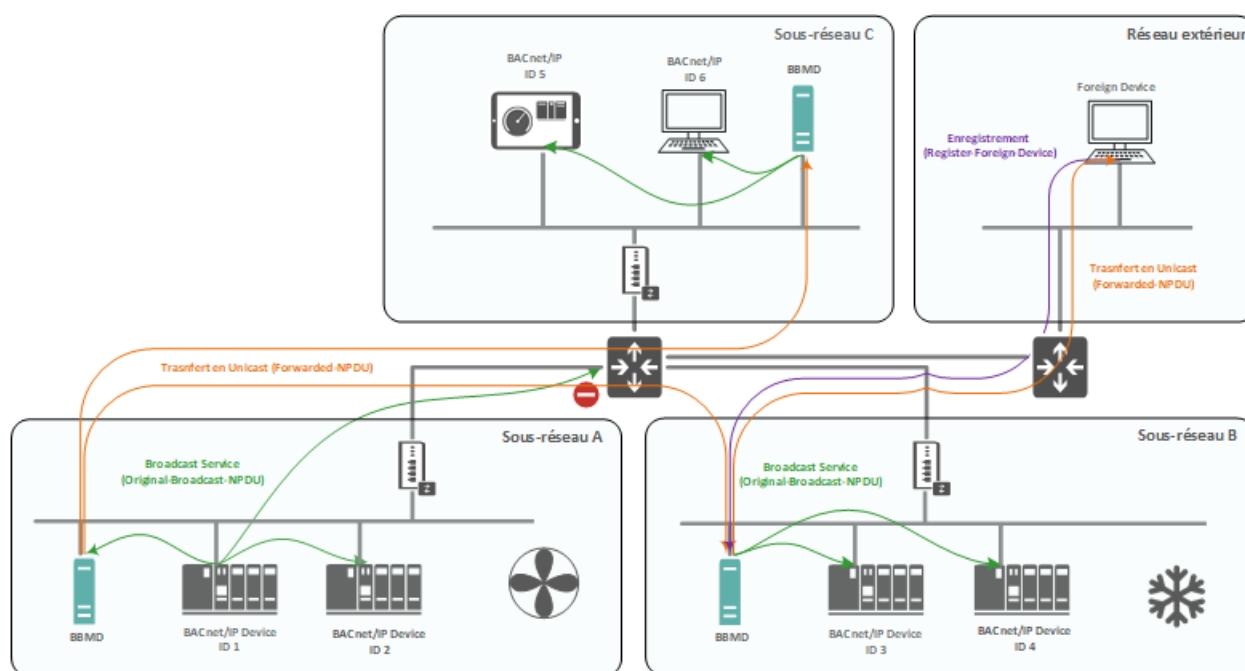 Sous-réseau C
BACnet/IP
ID 5
BACnet/IP
ID 6
BBMD
Réseau extérieur
Foreign Device
Enregistrement
(Register-Foreign-Device)
Trasnfert en Unicast
(Forwarded-NPDU)
Trasnfert en Unicast (Forwarded-NPDU)
Sous-réseau A
Broadcast Service
(Original-Broadcast-NPDU)
BBMD
BACnet/IP Device
ID 1
BACnet/IP Device
ID 2
Sous-réseau B
Broadcast Service
(Original-Broadcast-NPDU)
BBMD
BACnet/IP Device
ID 3
BACnet/IP Device
ID 4